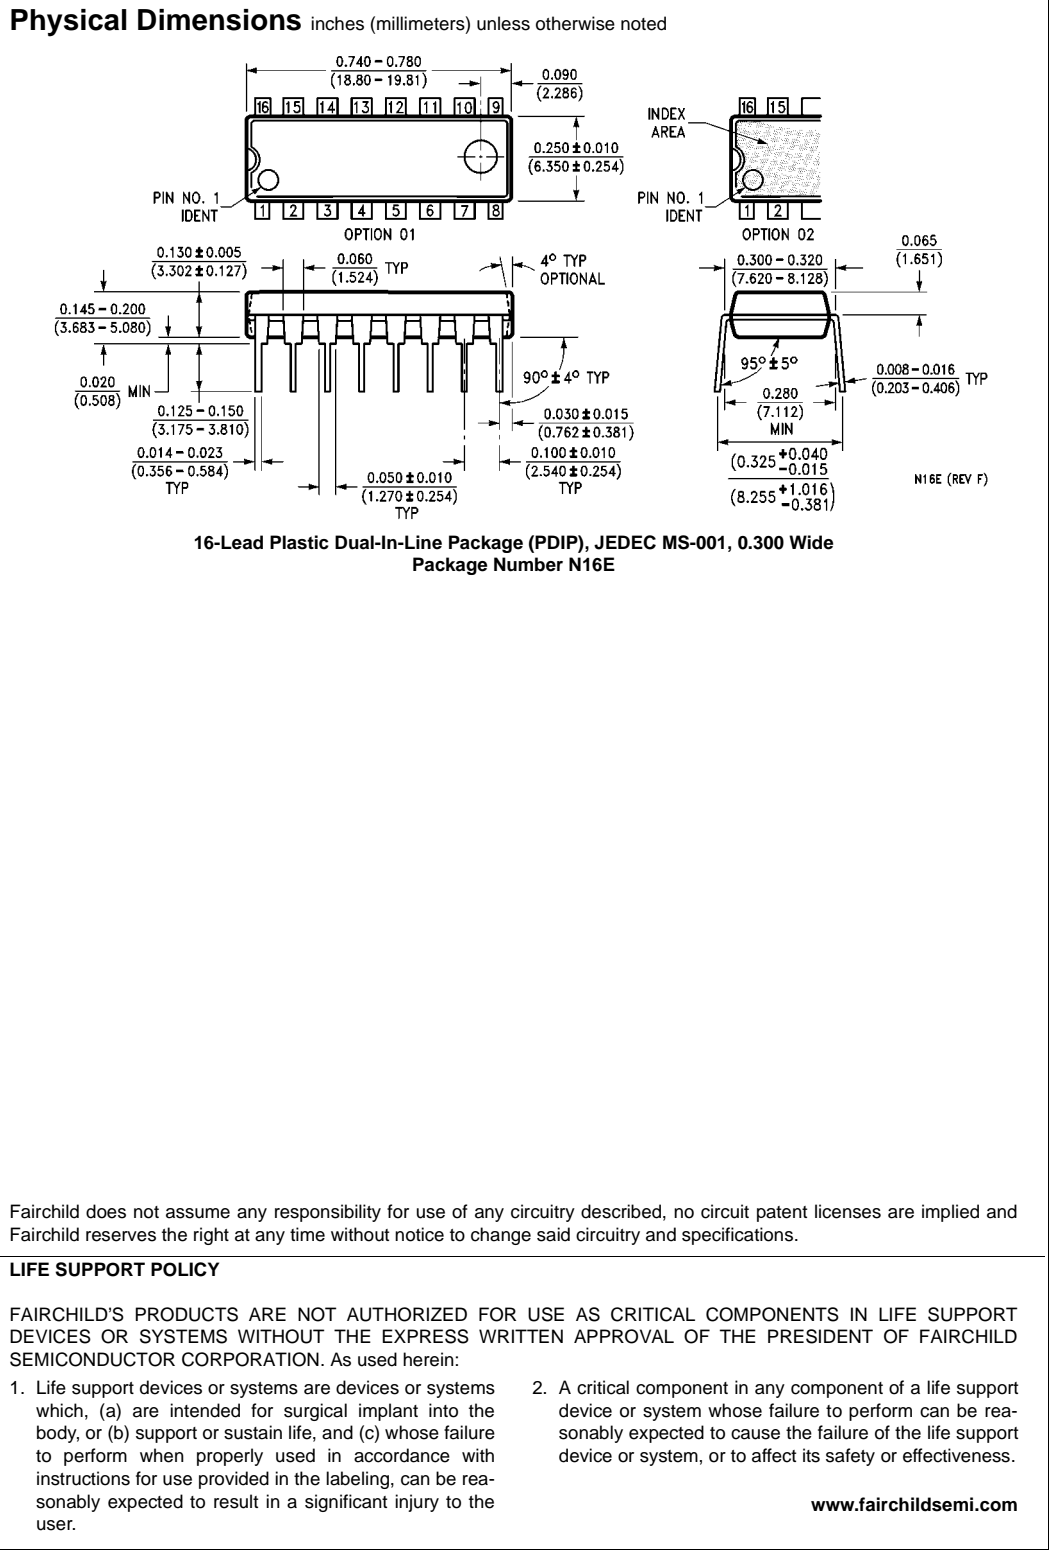 Physical Dimensions inches (millimeters) unless otherwise noted
0.740 – 0.780
(18.80 – 19.81)
0.090
(2.286)
16 15 14 13 12 11 10 9
16 15
INDEX
AREA
0.250 ± 0.010
(6.350 ± 0.254)
PIN NO. 1
IDENT
PIN NO. 1
IDENT
1 2 3 4 5 6 7 8
1 2
OPTION 01
OPTION 02
0.130 ± 0.005
(3.302 ± 0.127)
0.060
(1.524)
TYP
4° TYP
OPTIONAL
0.300 – 0.320
(7.620 – 8.128)
0.065
(1.651)
0.145 – 0.200
(3.683 – 5.080)
0.020
(0.508)
MIN
0.125 – 0.150
(3.175 – 3.810)
90° ± 4° TYP
95° ± 5°
0.008 – 0.016
(0.203 – 0.406)
TYP
0.280
(7.112)
MIN
0.030 ± 0.015
(0.762 ± 0.381)
0.014 – 0.023
(0.356 – 0.584)
TYP
0.050 ± 0.010
(1.270 ± 0.254)
TYP
0.100 ± 0.010
(2.540 ± 0.254)
TYP
(0.325 +0.040
–0.015
(8.255 +1.016)
–0.381)
N16E (REV F)
16-Lead Plastic Dual-In-Line Package (PDIP), JEDEC MS-001, 0.300 Wide
Package Number N16E
Fairchild does not assume any responsibility for use of any circuitry described, no circuit patent licenses are implied and
Fairchild reserves the right at any time without notice to change said circuitry and specifications.
LIFE SUPPORT POLICY
FAIRCHILD'S PRODUCTS ARE NOT AUTHORIZED FOR USE AS CRITICAL COMPONENTS IN LIFE SUPPORT
DEVICES OR SYSTEMS WITHOUT THE EXPRESS WRITTEN APPROVAL OF THE PRESIDENT OF FAIRCHILD
SEMICONDUCTOR CORPORATION. As used herein:
1. Life support devices or systems are devices or systems
which, (a) are intended for surgical implant into the
body, or (b) support or sustain life, and (c) whose failure
to perform when properly used in accordance with
instructions for use provided in the labeling, can be rea-
sonably expected to result in a significant injury to the
user.
2. A critical component in any component of a life support
device or system whose failure to perform can be rea-
sonably expected to cause the failure of the life support
device or system, or to affect its safety or effectiveness.
www.fairchildsemi.com